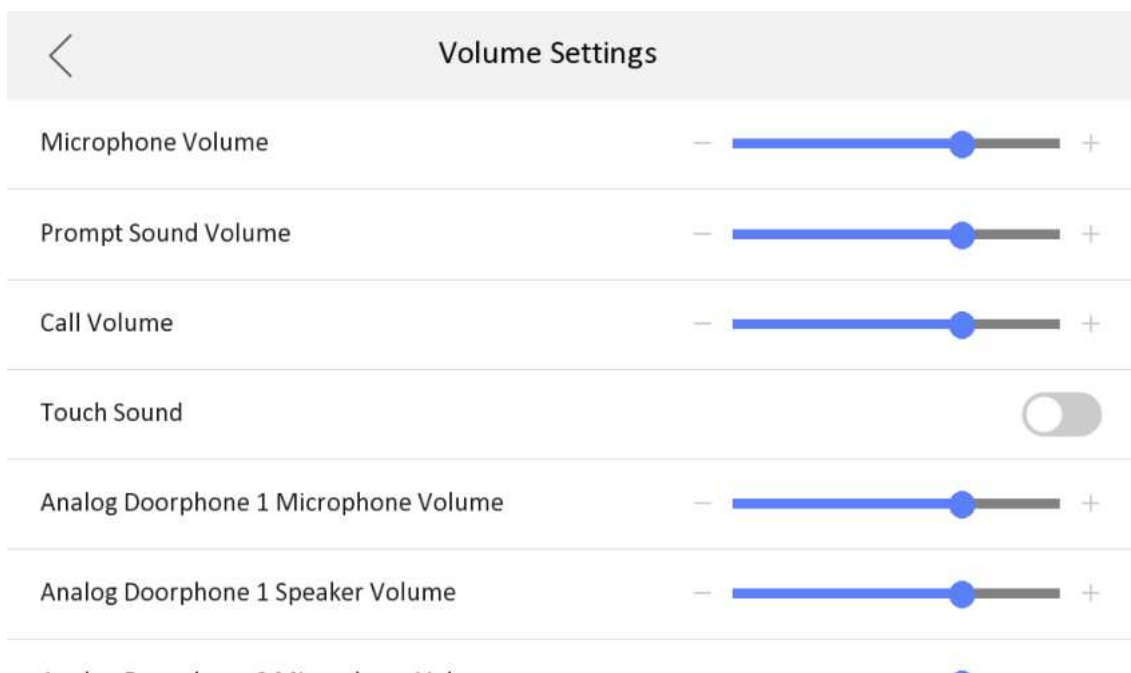 Volume Settings
Microphone Volume
Prompt Sound Volume
Call Volume
Touch Sound
Analog Doorphone 1 Microphone Volume
Analog Doorphone 1 Speaker Volume